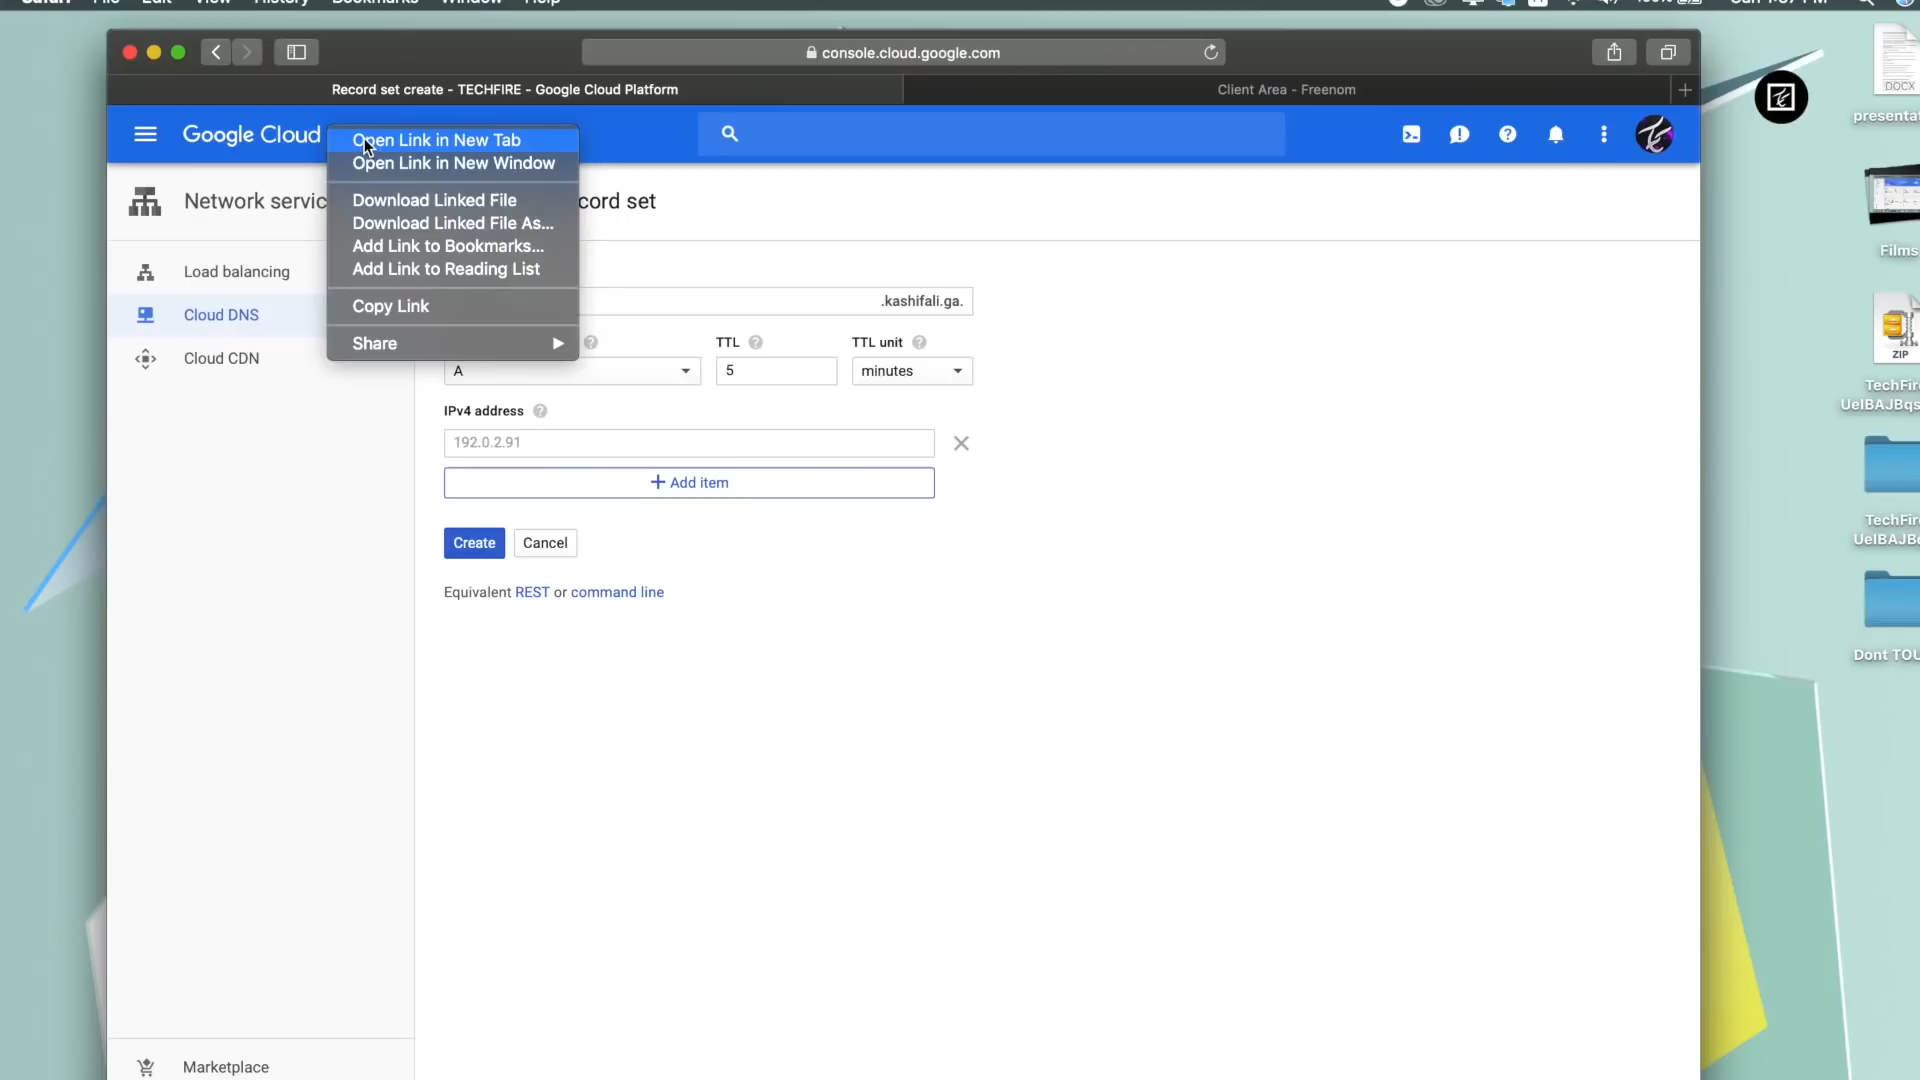 console.cloud.google.com
Record set create - TECHFIRE - Google Cloud Platform
Client Area - Freenom
Google Cloud
Open Link in New Tab
Open Link in New Window
Download Linked File
Download Linked File As...
Add Link to Bookmarks...
Add Link to Reading List
Copy Link
Share
Network servic
cord set
Load balancing
Cloud DNS
Cloud CDN
.kashifali.ga.
TTL
TTL unit
A
5
minutes
IPv4 address
192.0.2.91
Add item
Create
Cancel
Equivalent REST or command line
Marketplace
DOCX
presenta
Films
ZIP
TechFir
UeIBAJBqs
TechFir
Dont TOU